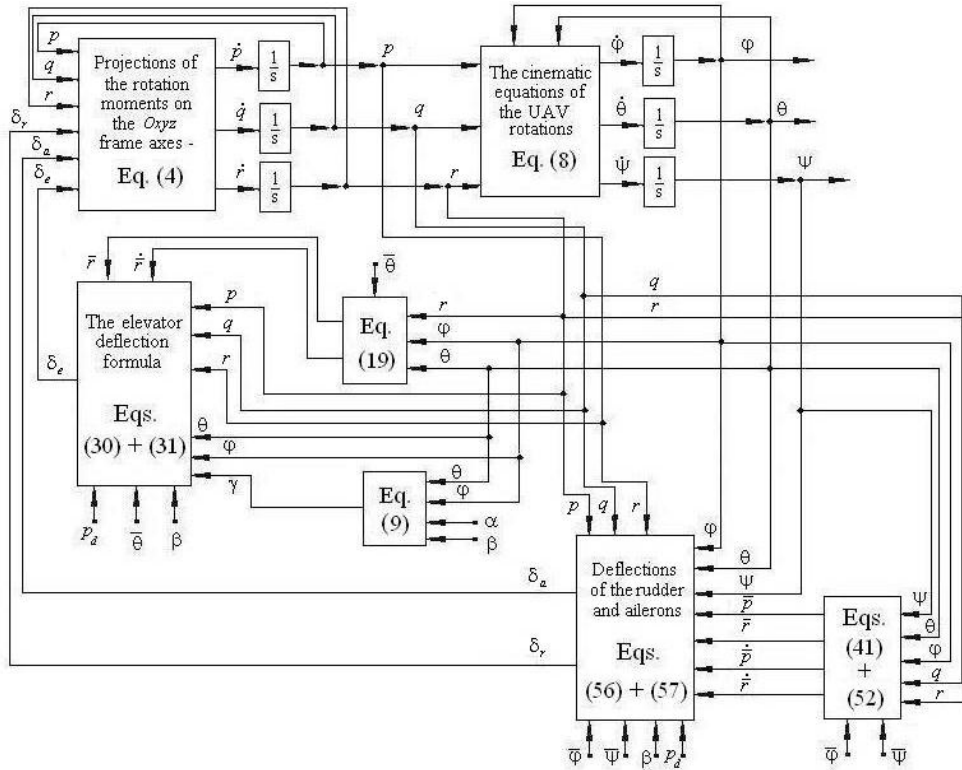 p
q
r
δr
δa
δe
Projections of
the rotation
moments on
the Oxyz
frame axes -
Eq. (4)
ṗ
1/s
q̇
1/s
ṙ
1/s
p
q
r
The cinematic
equations of
the UAV
rotations
Eq. (8)
φ̇
1/s
θ̇
1/s
ψ̇
1/s
φ
θ
ψ
r̄
ṙ̄
θ̄
The elevator
deflection
formula
Eqs.
(30) + (31)
p
q
r
θ
φ
γ
δe
pd
θ̄
β
Eq.
(19)
r
φ
θ
q
r
Eq.
(9)
θ
φ
α
β
p
q
r
δa
δr
Deflections
of the rudder
and ailerons
Eqs.
(56) + (57)
φ
θ
ψ
p̄
r̄
ṗ̄
ṙ̄
φ̄
ψ̄
β
pd
Eqs.
(41)
+
(52)
ψ
θ
φ
q
r
φ̄
ψ̄